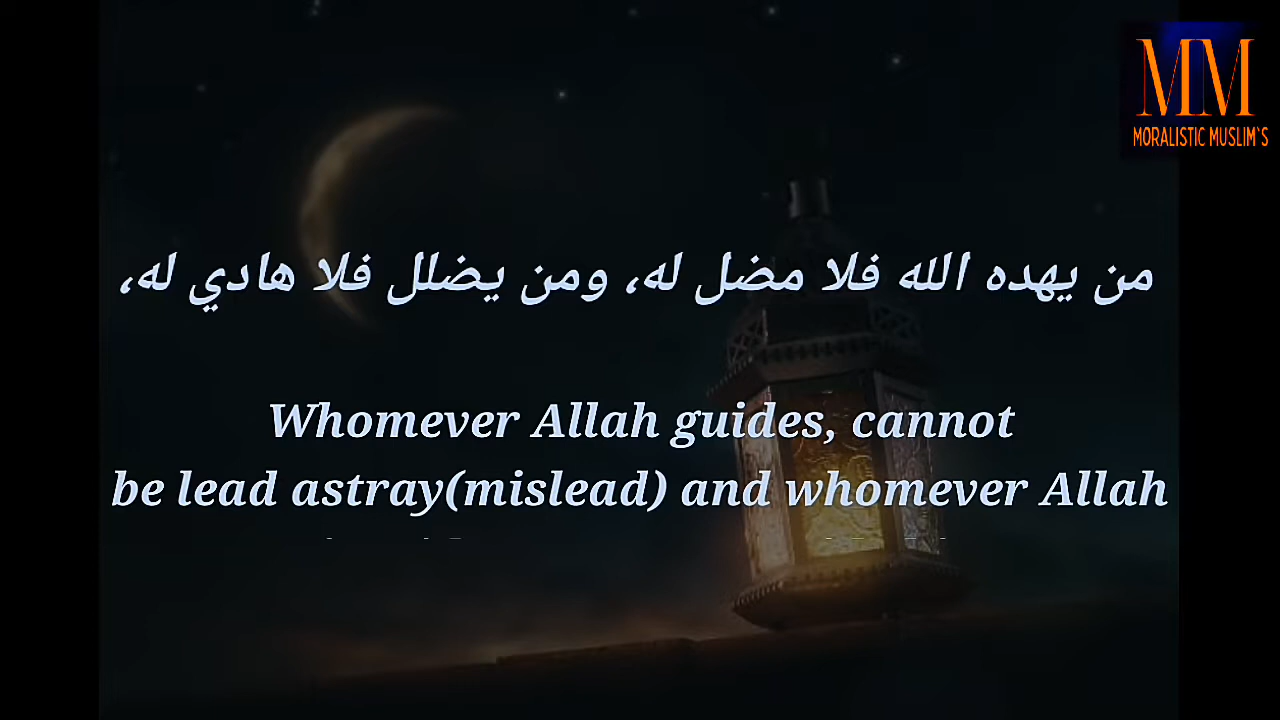 MM
MORALISTIC MUSLIM`S
من يهده الله فلا مضل له، ومن يضلل فلا هادي له،
Whomever Allah guides, cannot
be lead astray(mislead) and whomever Allah